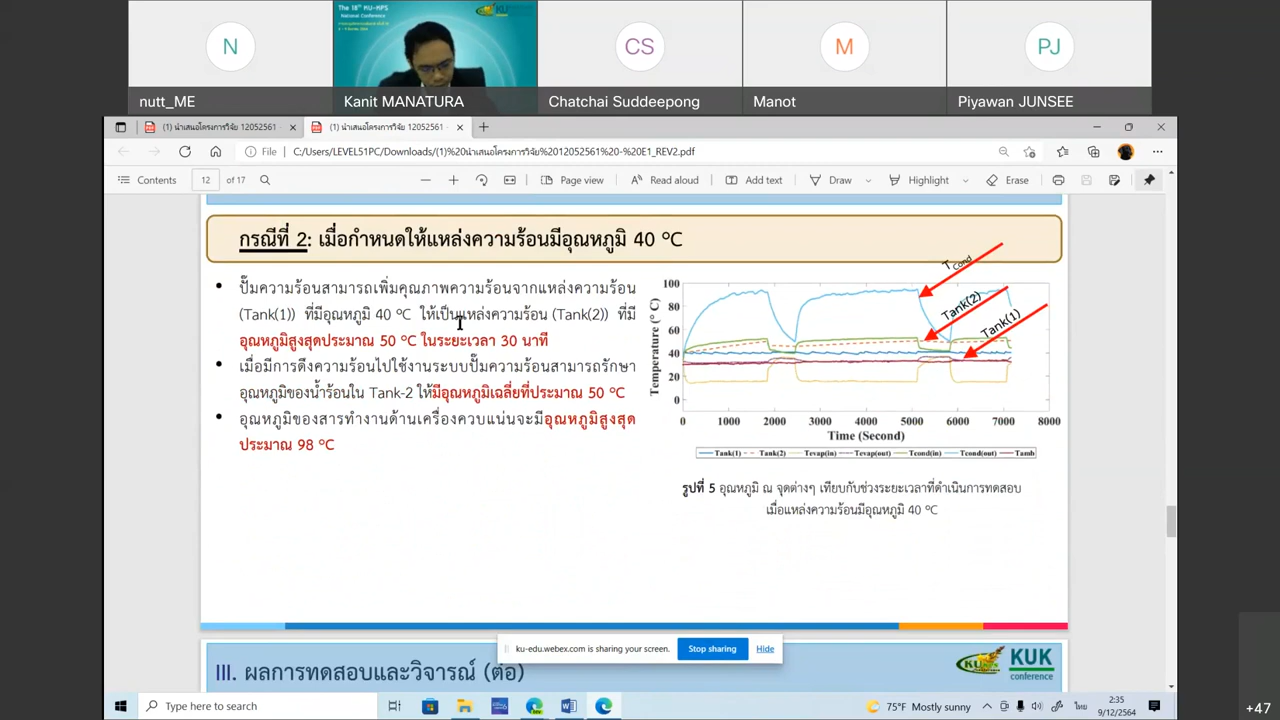 N
The 18th KU-KPS
National Conference
KUK
CS
M
PJ
nutt_ME
Kanit MANATURA
Chatchai Suddeepong
Manot
Piyawan JUNSEE
(1) นำเสนอโครงการวิจัย 12052561 -
(1) นำเสนอโครงการวิจัย 12052561 -
File
C:/Users/LEVEL51PC/Downloads/(1)%20นำเสนอโครงการวิจัย%2012052561%20-%20E1_REV2.pdf
Contents
12
of 17
Page view
Read aloud
Add text
Draw
Highlight
Erase
กรณีที่ 2: เมื่อกำหนดให้แหล่งความร้อนมีอุณหภูมิ 40 °C
• ปั๊มความร้อนสามารถเพิ่มคุณภาพความร้อนจากแหล่งความร้อน
(Tank(1)) ที่มีอุณหภูมิ 40 °C ให้เป็นแหล่งความร้อน (Tank(2)) ที่มี
อุณหภูมิสูงสุดประมาณ 50 °C ในระยะเวลา 30 นาที
• เมื่อมีการดึงความร้อนไปใช้งานระบบปั๊มความร้อนสามารถรักษา
อุณหภูมิของน้ำร้อนใน Tank-2 ให้มีอุณหภูมิเฉลี่ยที่ประมาณ 50 °C
• อุณหภูมิของสารทำงานด้านเครื่องควบแน่นจะมีอุณหภูมิสูงสุด
ประมาณ 98 °C
T Cond
Tank(2)
Tank(1)
Temperature (° C)
100
80
60
40
20
0
0 1000 2000 3000 4000 5000 6000 7000 8000
Time (Second)
Tank(1) Tank(2) Tevap(in) Tevap(out) Tcond(in) Tcond(out) Tamb
รูปที่ 5 อุณหภูมิ ณ จุดต่างๆ เทียบกับช่วงระยะเวลาที่ดำเนินการทดสอบ
เมื่อแหล่งความร้อนมีอุณหภูมิ 40 °C
ku-edu.webex.com is sharing your screen.
Stop sharing
Hide
III. ผลการทดสอบและวิจารณ์ (ต่อ)
KUK
conference
Type here to search
75°F Mostly sunny
ไทย
2:35
9/12/2564
+47